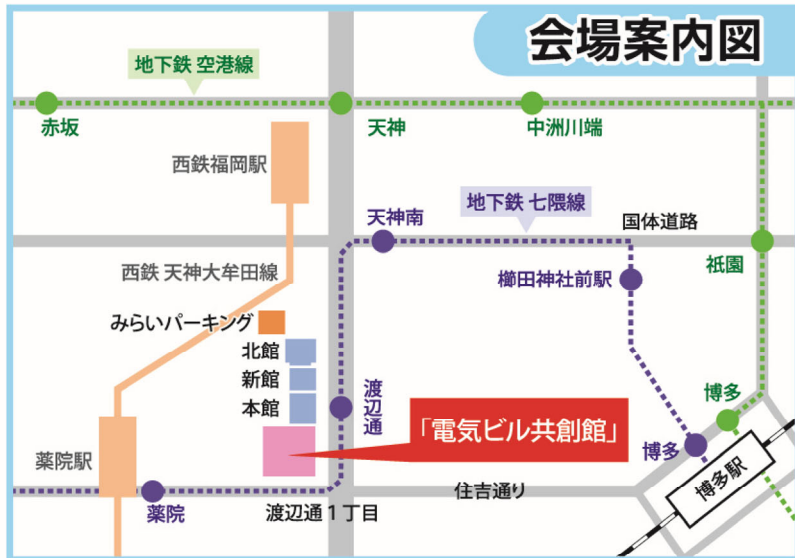 会場案内図
地下鉄 空港線
赤坂
天神
中洲川端
西鉄福岡駅
天神南
地下鉄 七隈線
国体道路
祇園
西鉄 天神大牟田線
櫛田神社前駅
みらいパーキング
北館
新館
本館
渡辺通
「電気ビル共創館」
博多
博多
博多駅
薬院駅
薬院
渡辺通1丁目
住吉通り